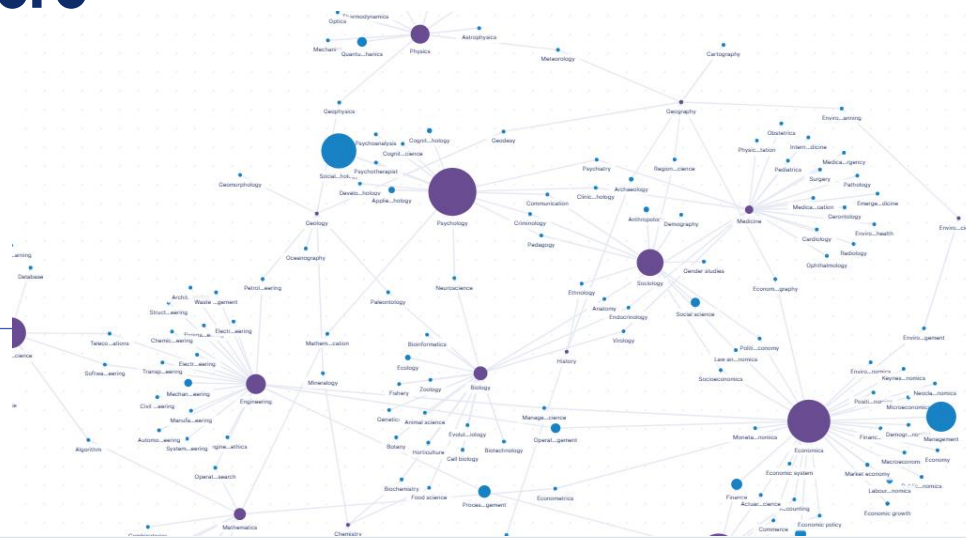 Optics
Thermodynamics
Mechani
Quantu...hanics
Physics
Astrophysics
Meteorology
Cartography
Geophysics
Geography
Enviro...anning
Psychoanalysis
Cognit...hology
Geodesy
Obstetrics
Cognit...cience
Physic...tation
Intern...dicine
Social...hol...
Psychotherapist
Psychiatry
Region...cience
Pediatrics
Medica...rgency
Geomorphology
Develo...hology
Apple...hology
Clinic...hology
Archaeology
Surgery
Pathology
Communication
Medica...cation
Emerge...dicine
Geology
Psychology
Criminology
Anthropolo
Demography
Medicine
Gerontology
Enviro...health
Pedagogy
Cardiology
Radiology
Oceanography
Sociology
Gender studies
Ophthalmology
...arning
Database
Petrol...eering
Neuroscience
Ethnology
Econom...graphy
Archit.
Waste ...gement
Paleontology
Anatomy
Social science
Struct...eering
Endocrinology
Electr...eering
Teleco...ations
Chemic...eering
Mathem...cation
Bioinformatics
Virology
Politi...conomy
Enviro...gement
...cience
Electr...eering
Ecology
History
Law an...nomics
Softwa...eering
Transp...eering
Mineralogy
Zoology
Biology
Socioeconomics
Enviro...nomics
Keynes...nomics
Mechan...eering
Engineering
Fishery
Neocla...nomics
Civil ...eering
Manufa...eering
Genetic
Animal science
Manage...cience
Microeconomic
Automo...eering
Evolut...iology
Operat...gement
Moneta...nomics
Economics
Financ...
Demogr...
Management
Algorithm
System...eering
Botany
Horticulture
Cell biology
Biotechnology
Macroeconom
Economy
Operat...search
Economic system
Market economy
Biochemistry
Food science
Proces...gement
Econometrics
Finance
Actuar...cience
Labour...nomics
Mathematics
Chemistry
Commerce
Economic policy
Economic growth